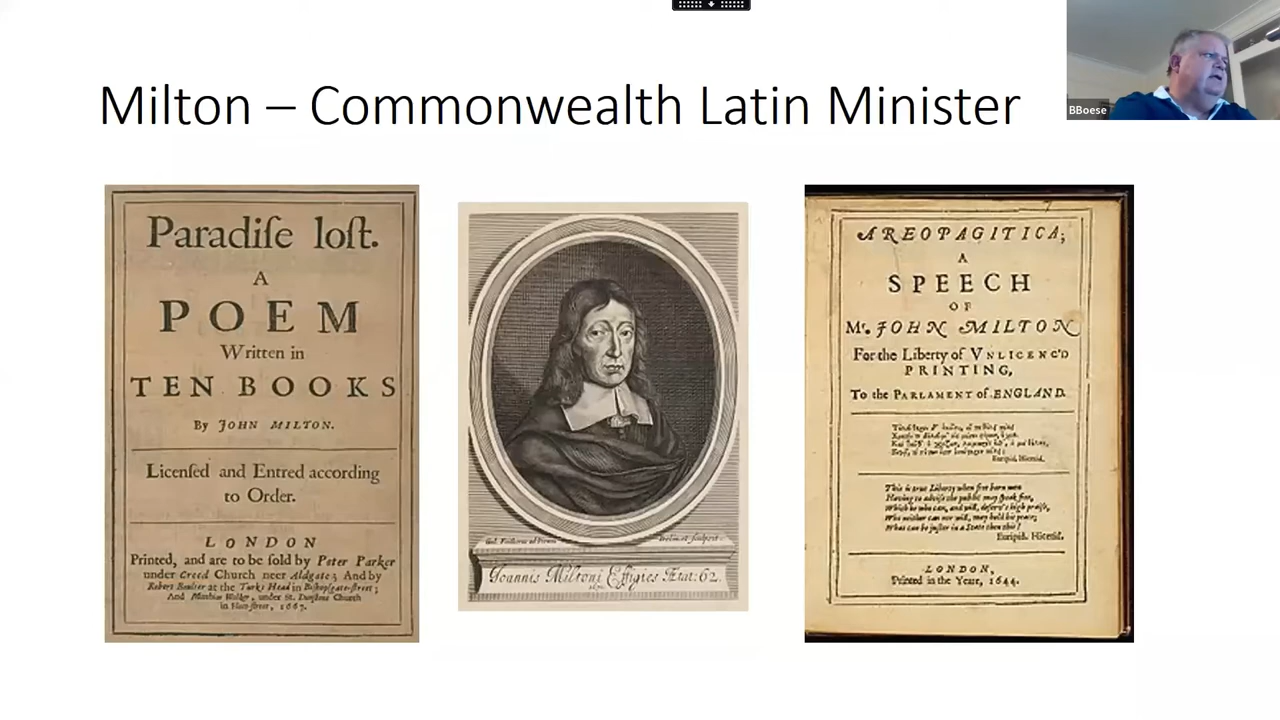 Milton – Commonwealth Latin Minister
BBoese
Paradiſe loſt.
A
POEM
Written in
TEN BOOKS
By JOHN MILTON.
Licenſed and Entred according
to Order.
LONDON
Printed, and are to be ſold by Peter Parker
under Creed Church neer Aldgate; And by
Robert Boulter at the Turks Head in Biſhopſgate-ſtreet;
And Matthias Walker, under St. Dunſtons Church
in Fleet-ſtreet, 1667.
Joannis Miltoni Effigies Ætat: 62.
1670
7
AREOPAGITICA;
A
SPEECH
OF
Mr. JOHN MILTON
For the Liberty of VNLICENC'D
PRINTING,
To the PARLAMENT of ENGLAND.
Euripid. Hicetid.
This is true Liberty when free born men
Having to adviſe the public may ſpeak free,
Which he who can, and will, deſerv's high praiſe,
Who neither can nor will, may hold his peace;
What can be juſter in a State then this?
Euripid. Hicetid.
LONDON,
Printed in the Yeare, 1644.